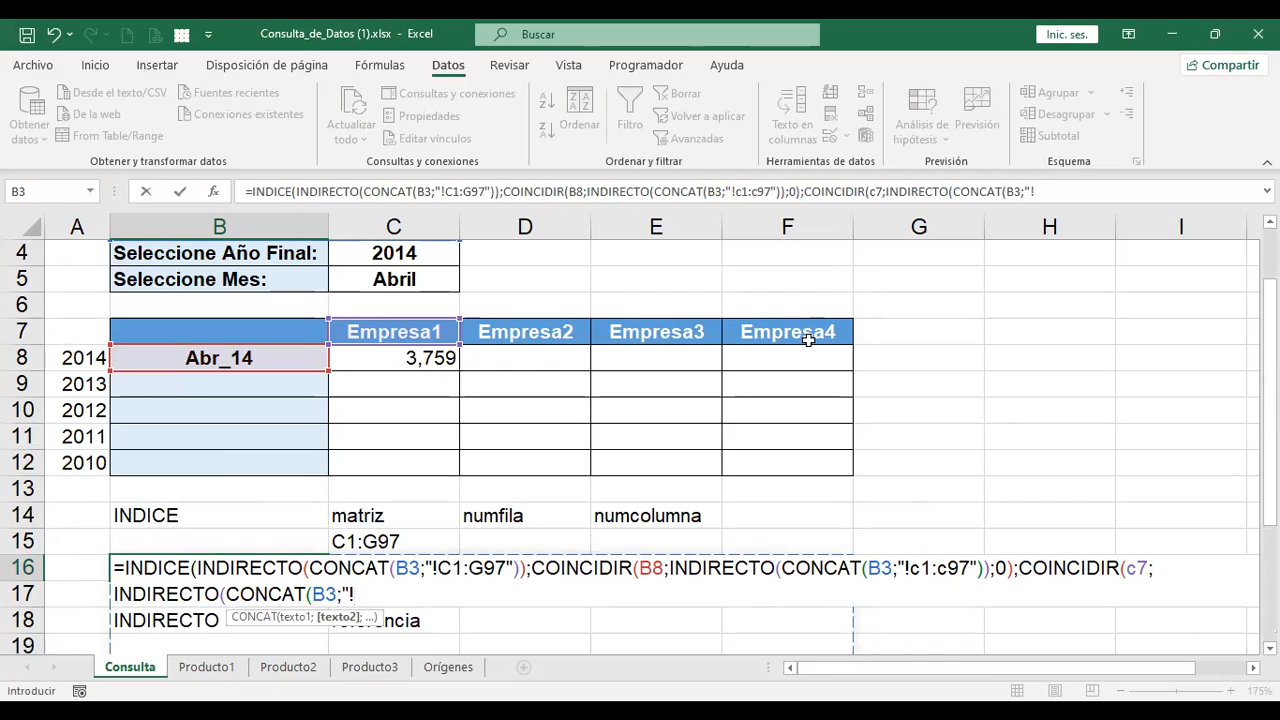 Consulta_de_Datos (1).xlsx - Excel
Buscar
Inic. ses.
Archivo Inicio Insertar Disposición de página Fórmulas Datos Revisar Vista Programador Ayuda
Compartir
Obtener datos
Desde el texto/CSV
De la web
From Table/Range
Fuentes recientes
Conexiones existentes
Actualizar todo
Consultas y conexiones
Propiedades
Editar vínculos
Ordenar
Filtro
Borrar
Volver a aplicar
Avanzadas
Texto en columnas
Análisis de hipótesis
Previsión
Agrupar
Desagrupar
Subtotal
Obtener y transformar datos Consultas y conexiones Ordenar y filtrar Herramientas de datos Previsión Esquema
B3 fx =INDICE(INDIRECTO(CONCAT(B3;"!C1:G97"));COINCIDIR(B8;INDIRECTO(CONCAT(B3;"!c1:c97"));0);COINCIDIR(c7;INDIRECTO(CONCAT(B3;"!
A B C D E F G H I
4 Seleccione Año Final: 2014
5 Seleccione Mes: Abril
6
7 Empresa1 Empresa2 Empresa3 Empresa4
8 2014 Abr_14 3,759
9 2013
10 2012
11 2011
12 2010
13
14 INDICE matriz numfila numcolumna
15 C1:G97
16 =INDICE(INDIRECTO(CONCAT(B3;"!C1:G97"));COINCIDIR(B8;INDIRECTO(CONCAT(B3;"!c1:c97"));0);COINCIDIR(c7;
17 INDIRECTO(CONCAT(B3;"!
CONCAT(texto1; [texto2]; ...)
18 INDIRECTO encia
19
Consulta Producto1 Producto2 Producto3 Orígenes
Introducir
175%